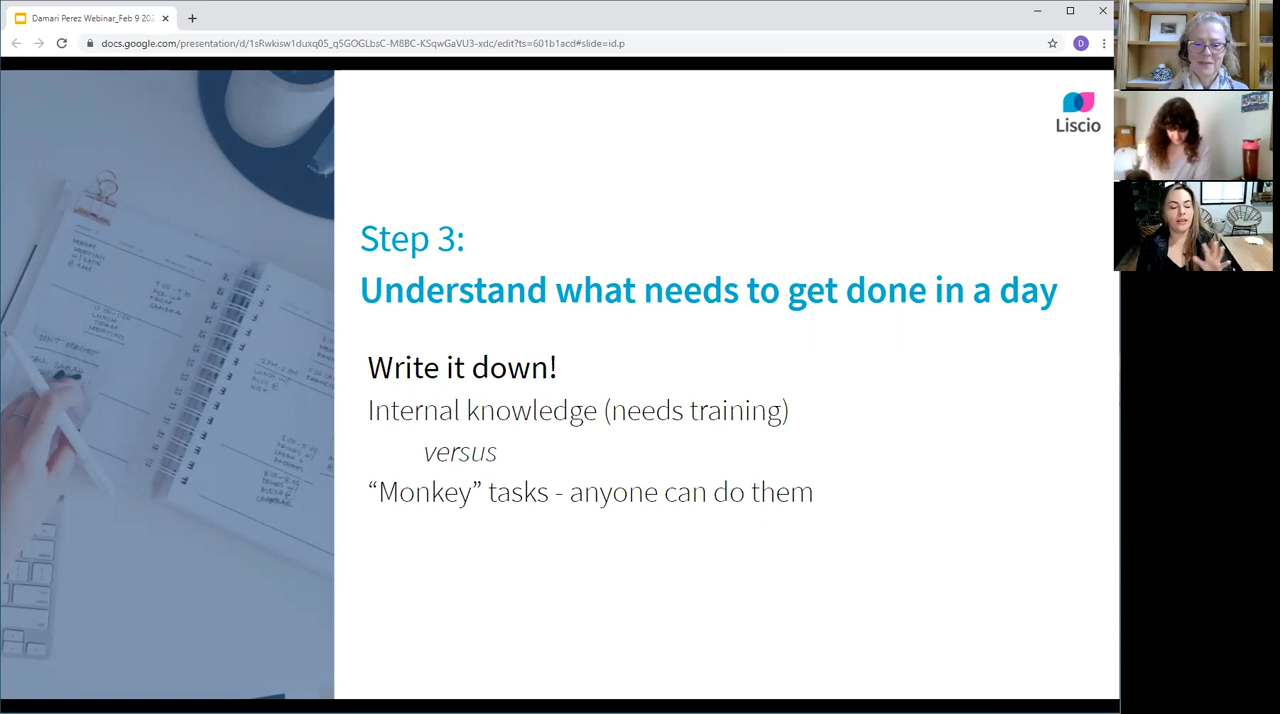 Damari Perez Webinar_Feb 9 202
docs.google.com/presentation/d/1sRwkisw1duxq05_q5GOGLbsC-M8BC-KSqwGaVU3-xdc/edit?ts=601b1acd#slide=id.p
D
Liscio
Step 3:
Understand what needs to get done in a day
Write it down!
Internal knowledge (needs training)
versus
“Monkey” tasks - anyone can do them